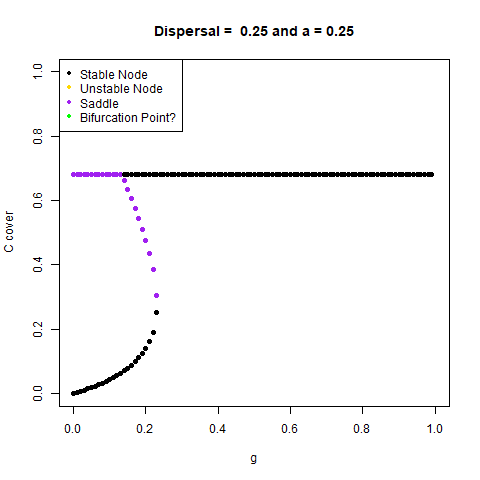 Dispersal =  0.25 and a = 0.25
Stable Node
Unstable Node
Saddle
Bifurcation Point?
1.0
0.8
0.6
0.4
0.2
0.0
C cover
0.0 0.2 0.4 0.6 0.8 1.0
g